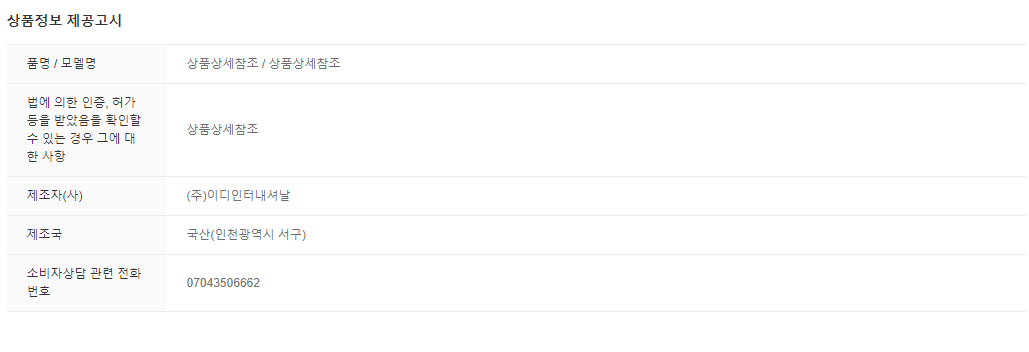 상품정보 제공고시
품명 / 모델명
상품상세참조 / 상품상세참조
법에 의한 인증, 허가
등을 받았음을 확인할
수 있는 경우 그에 대
한 사항
상품상세참조
제조자(사)
(주)이디인터내셔날
제조국
국산(인천광역시 서구)
소비자상담 관련 전화
번호
07043506662